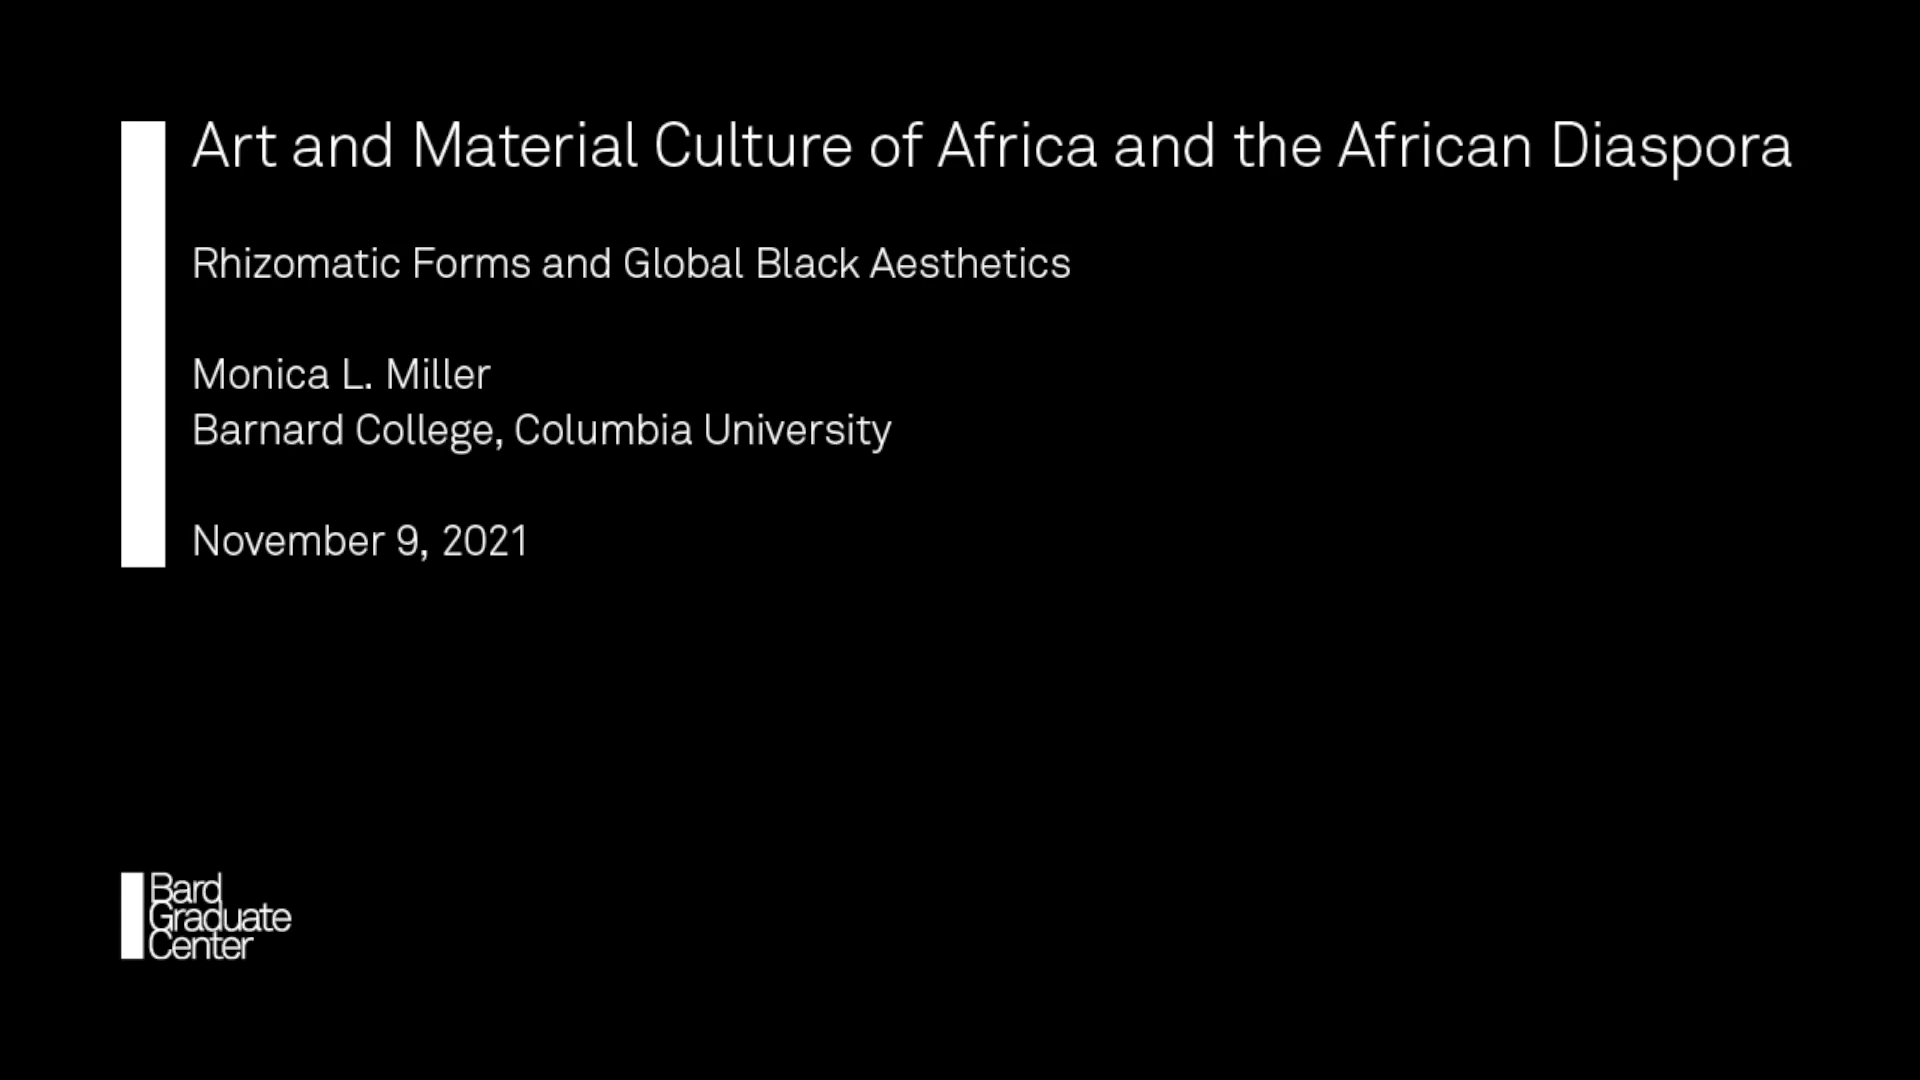 Art and Material Culture of Africa and the African Diaspora
Rhizomatic Forms and Global Black Aesthetics
Monica L. Miller
Barnard College, Columbia University
November 9, 2021
Bard
Graduate
Center